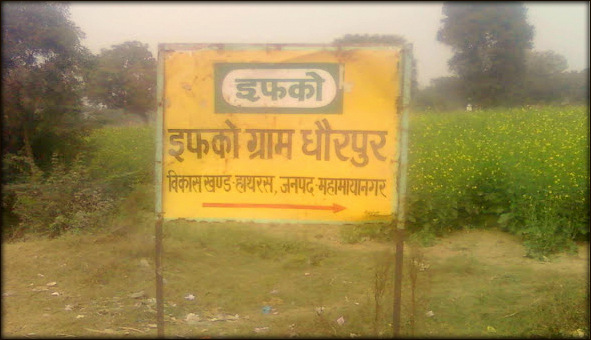 इफको
इफको ग्राम धौरपुर
विकास खण्ड-हाथरस, जनपद-महामायानगर